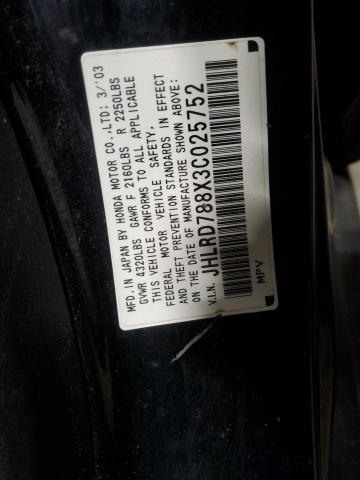 MFD.IN JAPAN BY HONDA MOTOR CO.,LTD; 3/'03
GVWR 4320LBS GAWR F 2160LBS R 2250LBS
THIS VEHICLE CONFORMS TO ALL APPLICABLE
FEDERAL MOTOR VEHICLE SAFETY,
AND THEFT PREVENTION STANDARDS IN EFFECT
ON THE DATE OF MANUFACTURE SHOWN ABOVE:
V.I.N. JHLRD788X3C025752
MPV